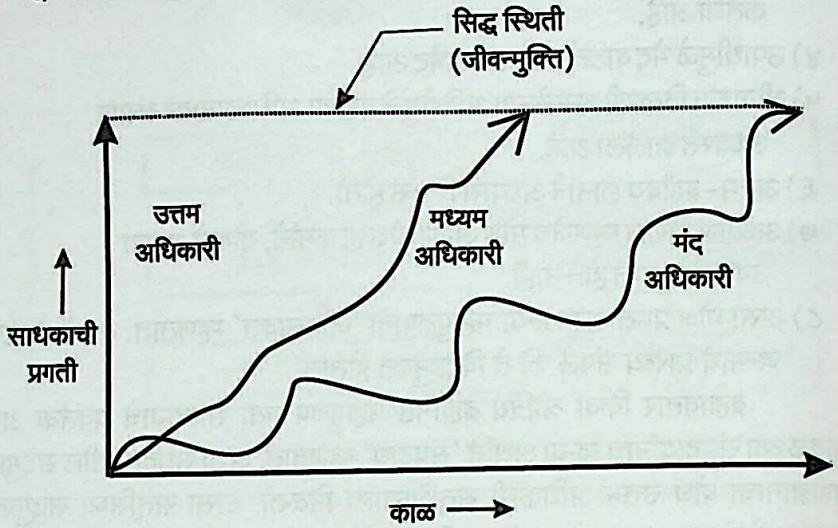 सिद्ध स्थिती
(जीवन्मुक्ति)
उत्तम
अधिकारी
मध्यम
अधिकारी
मंद
अधिकारी
साधकाची
प्रगती
काळ